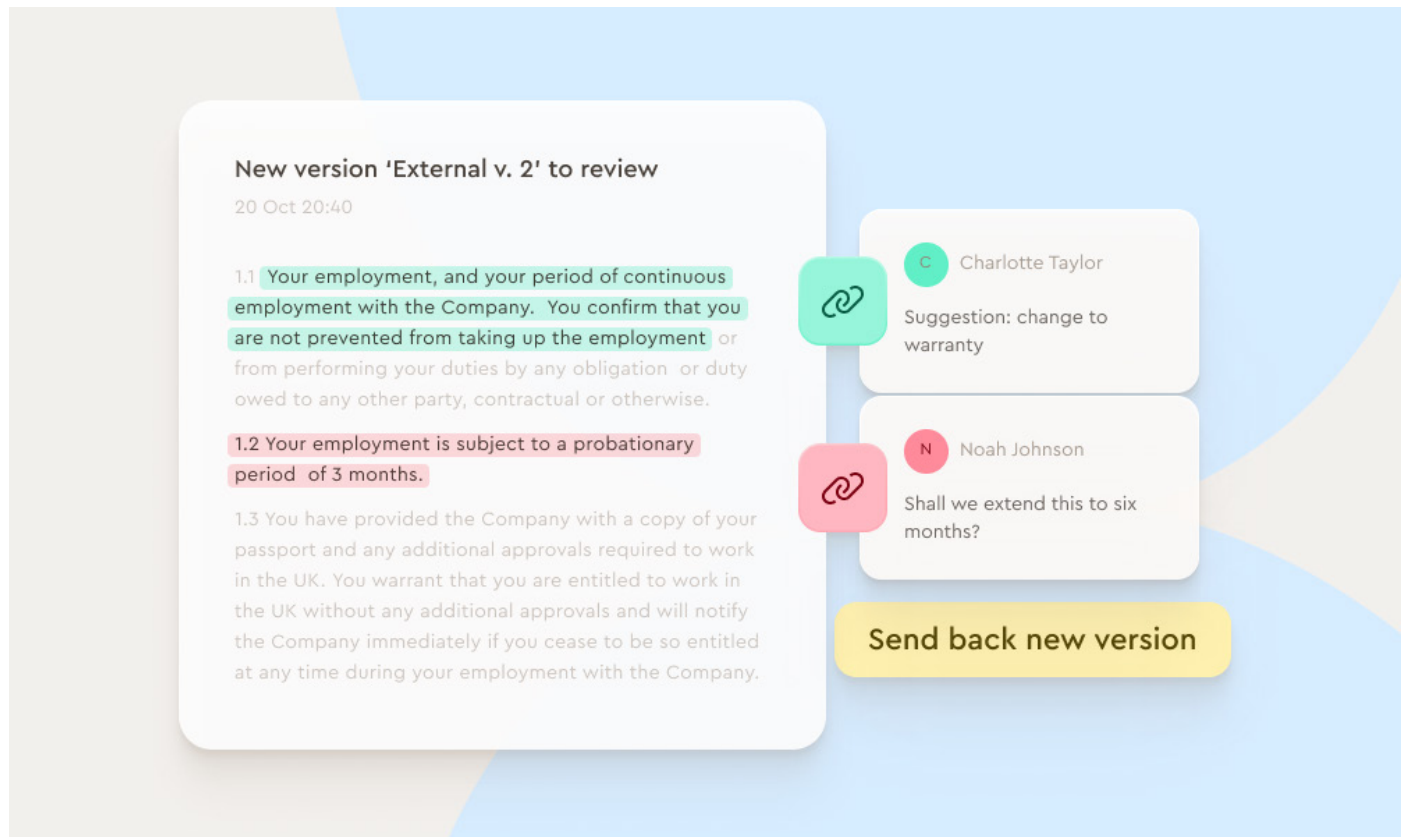 New version ‘External v. 2’ to review
20 Oct 20:40
1.1 Your employment, and your period of continuous
employment with the Company.  You confirm that you
are not prevented from taking up the employment or
from performing your duties by any obligation  or duty
owed to any other party, contractual or otherwise.
1.2 Your employment is subject to a probationary
period  of 3 months.
1.3 You have provided the Company with a copy of your
passport and any additional approvals required to work
in the UK. You warrant that you are entitled to work in
the UK without any additional approvals and will notify
the Company immediately if you cease to be so entitled
at any time during your employment with the Company.
C Charlotte Taylor
Suggestion: change to
warranty
N Noah Johnson
Shall we extend this to six
months?
Send back new version